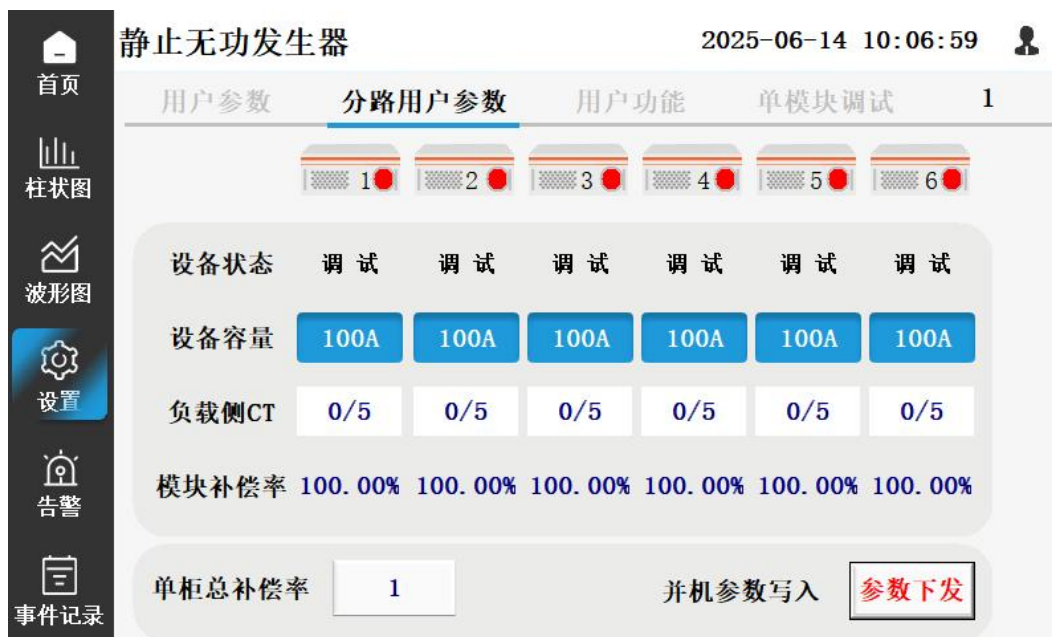 静止无功发生器 2025-06-14 10:06:59
首页
用户参数 分路用户参数 用户功能 单模块调试 1
柱状图
1 2 3 4 5 6
波形图
设备状态 调 试 调 试 调 试 调 试 调 试 调 试
设备容量 100A 100A 100A 100A 100A 100A
设置
负载侧CT 0/5 0/5 0/5 0/5 0/5 0/5
告警
模块补偿率 100.00% 100.00% 100.00% 100.00% 100.00% 100.00%
事件记录
单柜总补偿率 1 并机参数写入 参数下发